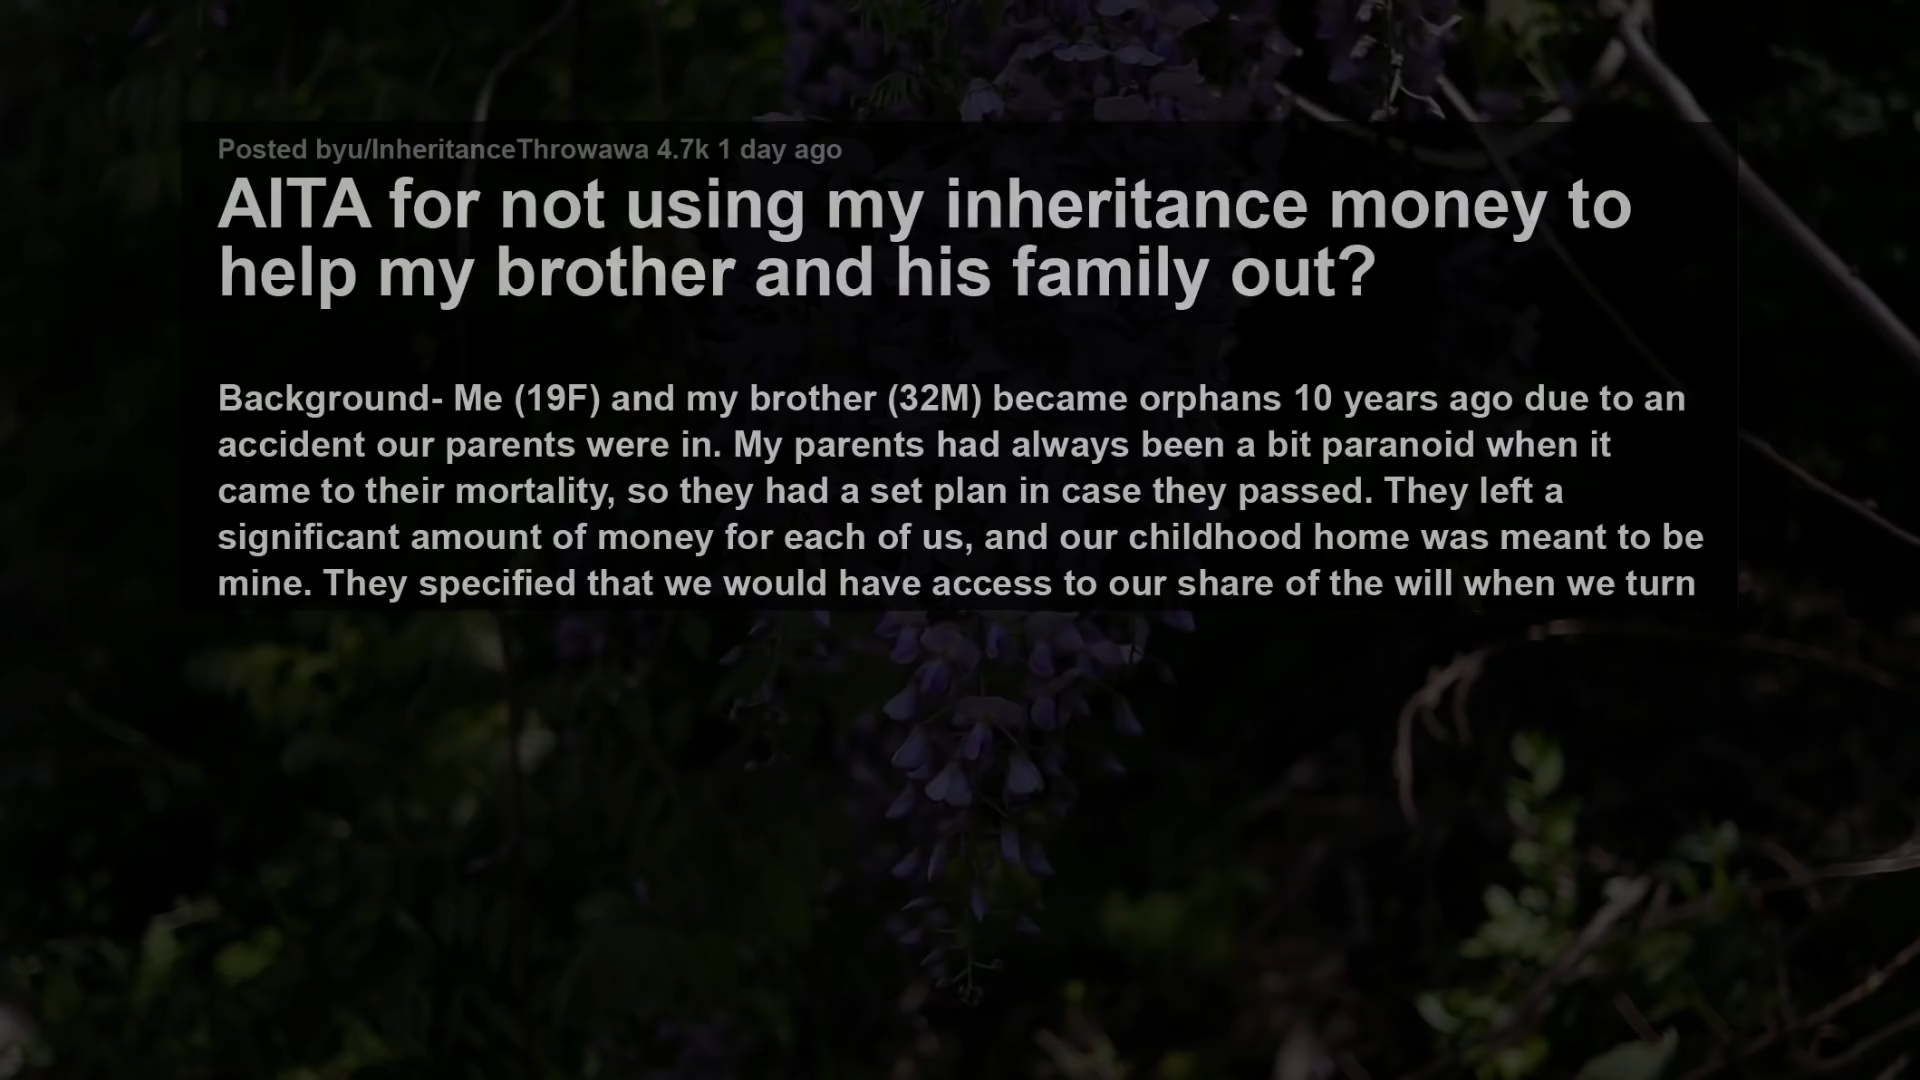 Posted byu/InheritanceThrowawa 4.7k 1 day ago
AITA for not using my inheritance money to
help my brother and his family out?
Background- Me (19F) and my brother (32M) became orphans 10 years ago due to an
accident our parents were in. My parents had always been a bit paranoid when it
came to their mortality, so they had a set plan in case they passed. They left a
significant amount of money for each of us, and our childhood home was meant to be
mine. They specified that we would have access to our share of the will when we turn